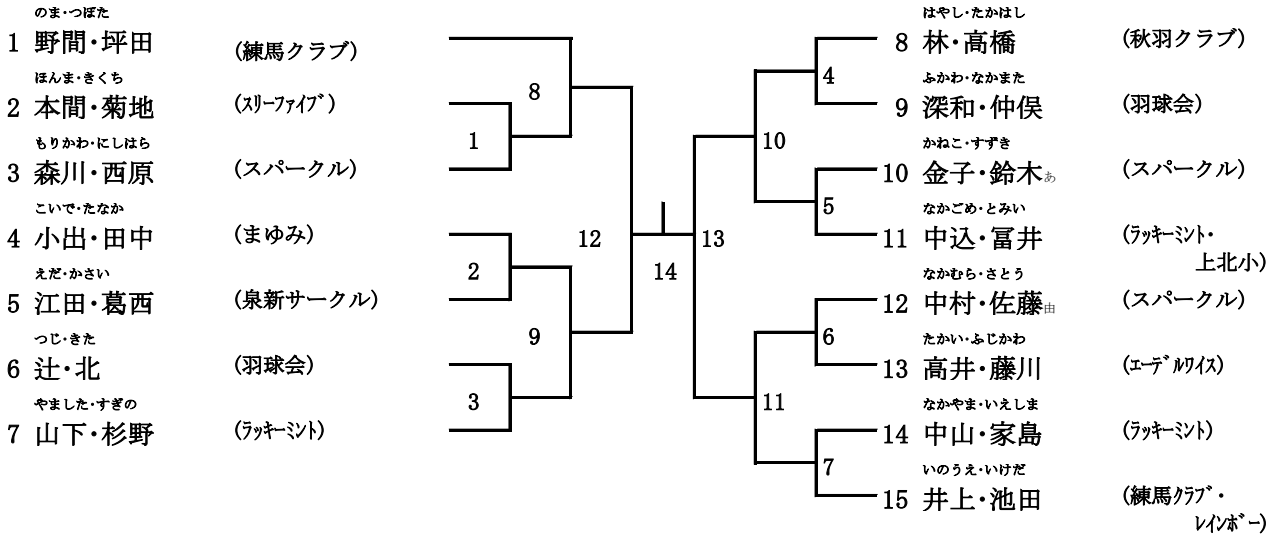 のま・つぼた
1 野間・坪田 (練馬クラブ)
ほんま・きくち
2 本間・菊地 (ｽﾘｰファイブ)
もりかわ・にしはら
3 森川・西原 (スパークル)
こいで・たなか
4 小出・田中 (まゆみ)
えだ・かさい
5 江田・葛西 (泉新サークル)
つじ・きた
6 辻・北 (羽球会)
やました・すぎの
7 山下・杉野 (ﾗｯｷｰﾐﾝﾄ)
8
1
12
2
9
3
14
13
4
10
5
6
11
7
はやし・たかはし
8 林・高橋 (秋羽クラブ)
ふかわ・なかまた
9 深和・仲俣 (羽球会)
かねこ・すずき
10 金子・鈴木あ (スパークル)
なかごめ・とみい
11 中込・冨井 (ﾗｯｷｰﾐﾝﾄ・
上北小)
なかむら・さとう
12 中村・佐藤由 (スパークル)
たかい・ふじかわ
13 高井・藤川 (ｴｰﾃﾞﾙﾜｲｽ)
なかやま・いえしま
14 中山・家島 (ﾗｯｷｰﾐﾝﾄ)
いのうえ・いけだ
15 井上・池田 (練馬ｸﾗﾌﾞ・
ﾚｲﾝﾎﾞｰ)